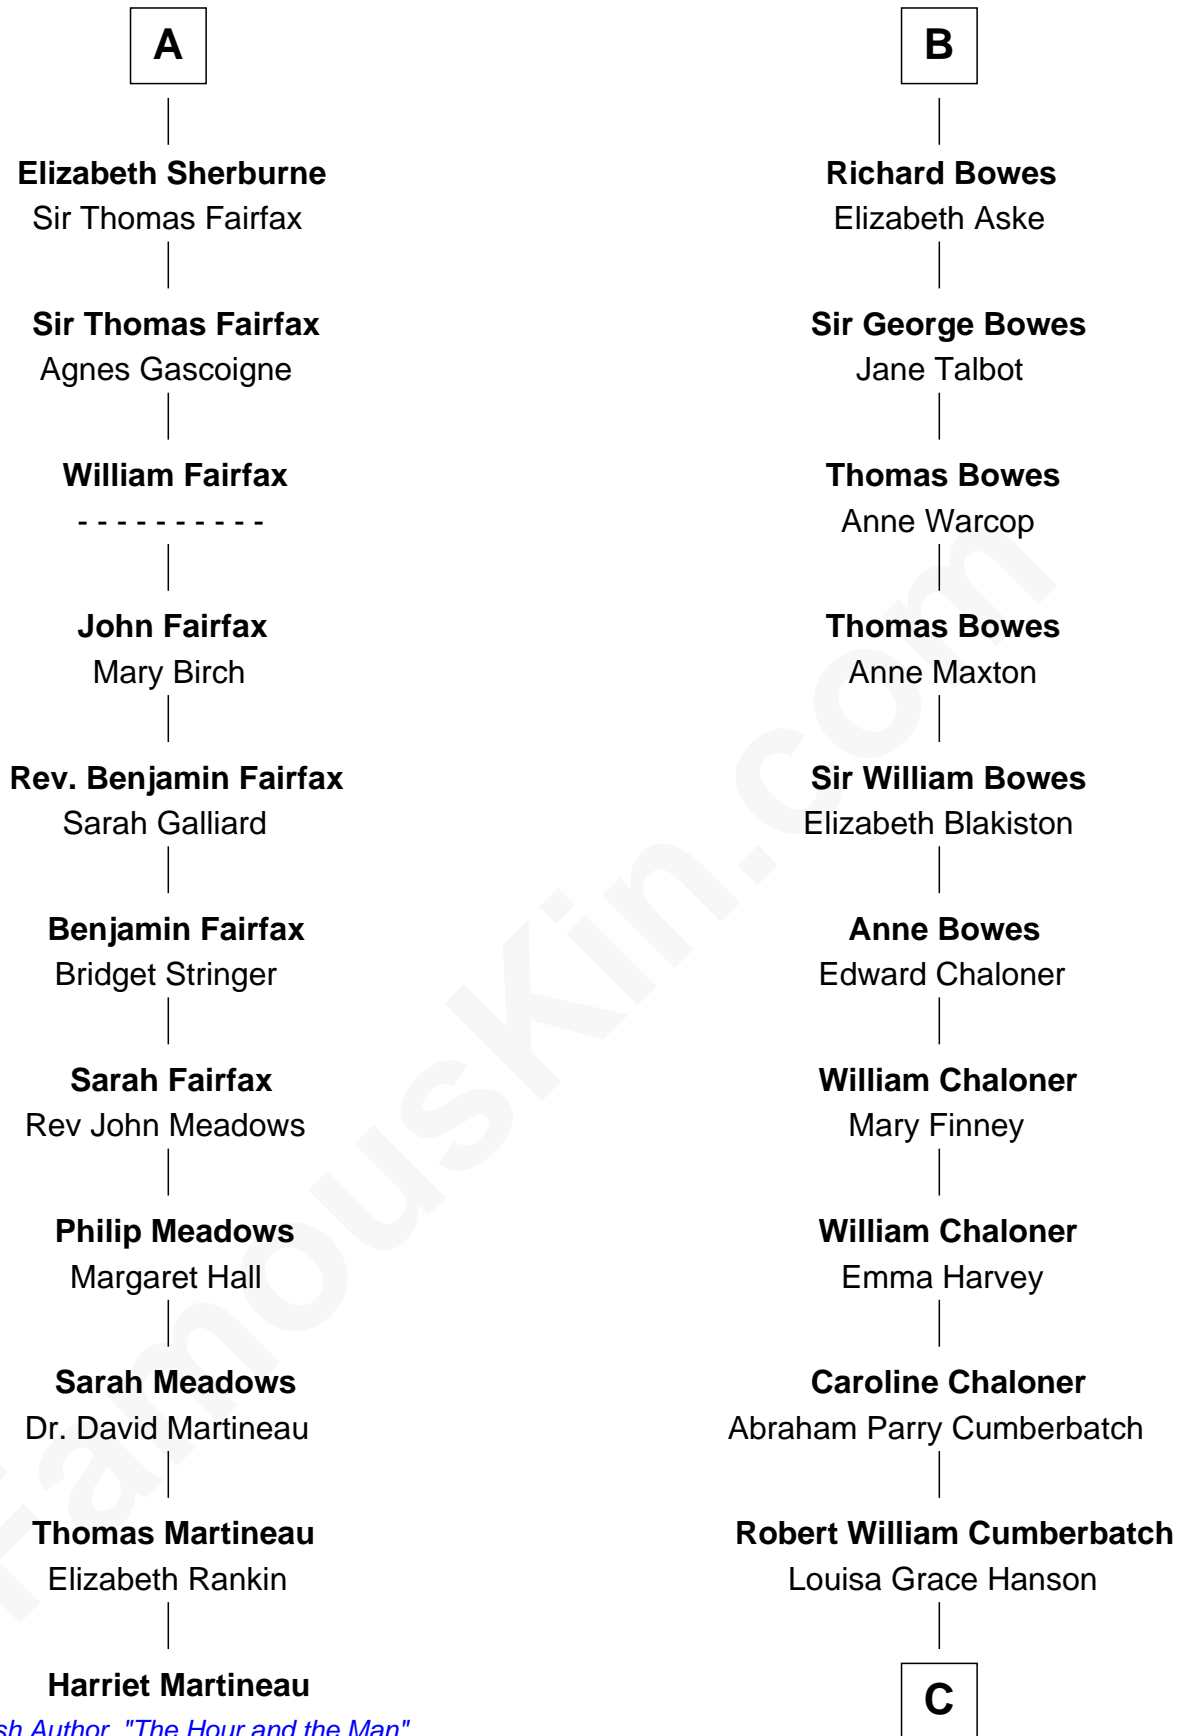 A
Elizabeth Sherburne
Sir Thomas Fairfax
Sir Thomas Fairfax
Agnes Gascoigne
William Fairfax
- - - - - - - - - -
John Fairfax
Mary Birch
Rev. Benjamin Fairfax
Sarah Galliard
Benjamin Fairfax
Bridget Stringer
Sarah Fairfax
Rev John Meadows
Philip Meadows
Margaret Hall
Sarah Meadows
Dr. David Martineau
Thomas Martineau
Elizabeth Rankin
Harriet Martineau
Author, "The Hour and the Man"
B
Richard Bowes
Elizabeth Aske
Sir George Bowes
Jane Talbot
Thomas Bowes
Anne Warcop
Thomas Bowes
Anne Maxton
Sir William Bowes
Elizabeth Blakiston
Anne Bowes
Edward Chaloner
William Chaloner
Mary Finney
William Chaloner
Emma Harvey
Caroline Chaloner
Abraham Parry Cumberbatch
Robert William Cumberbatch
Louisa Grace Hanson
C
FamousKin.com